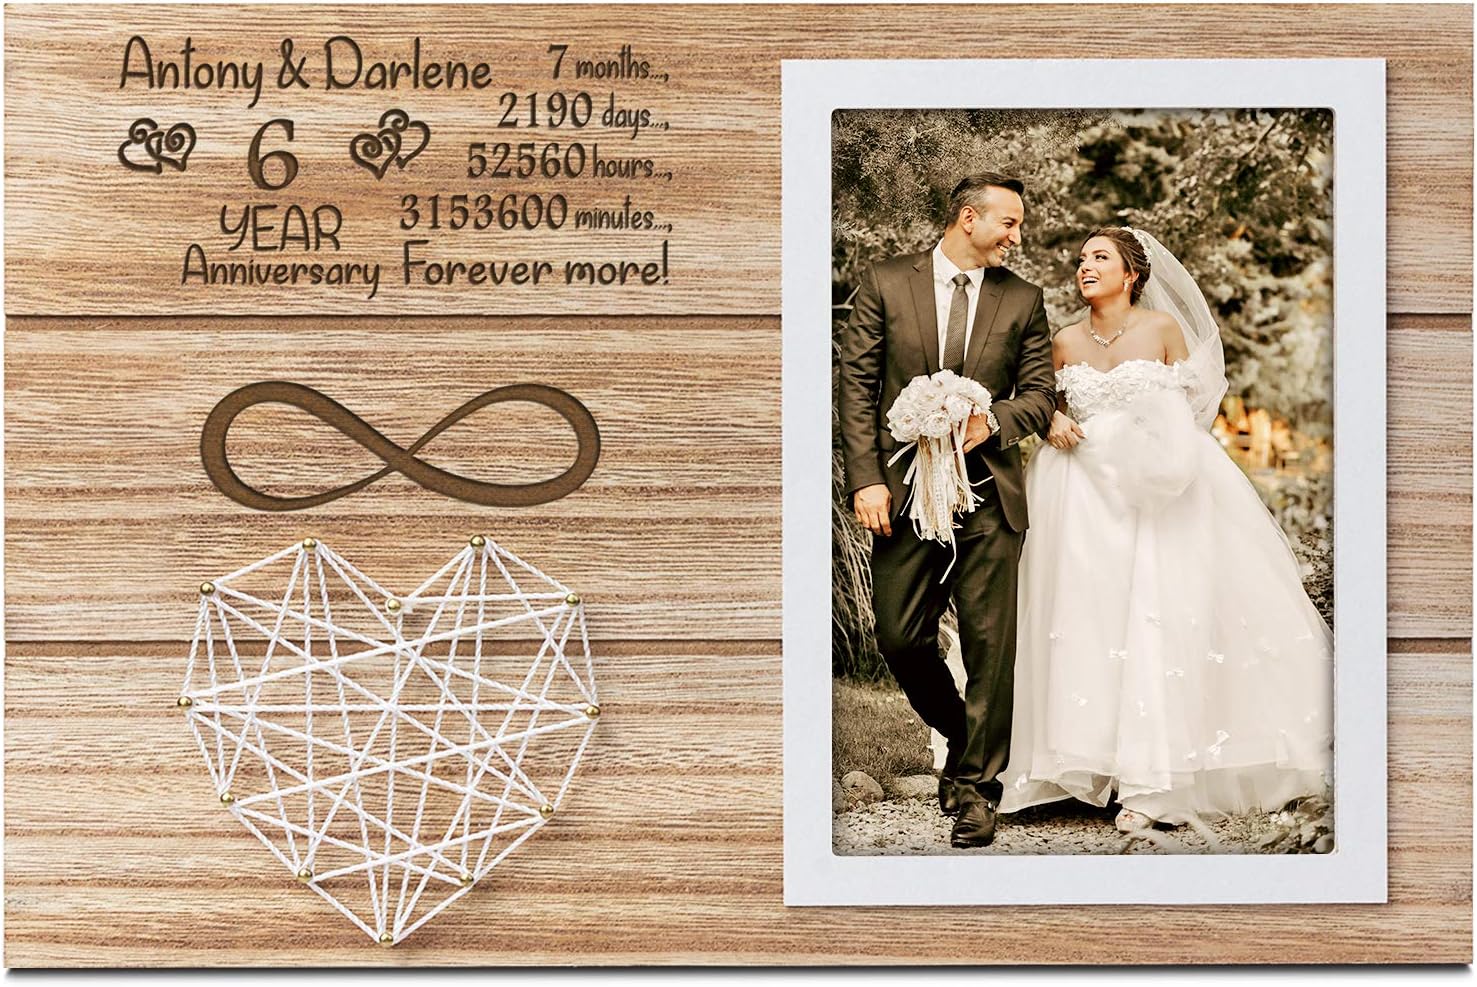 Antony & Darlene
6
YEAR
Anniversary
7 months...,
2190 days...,
52560 hours...,
3153600 minutes...,
Forever more!